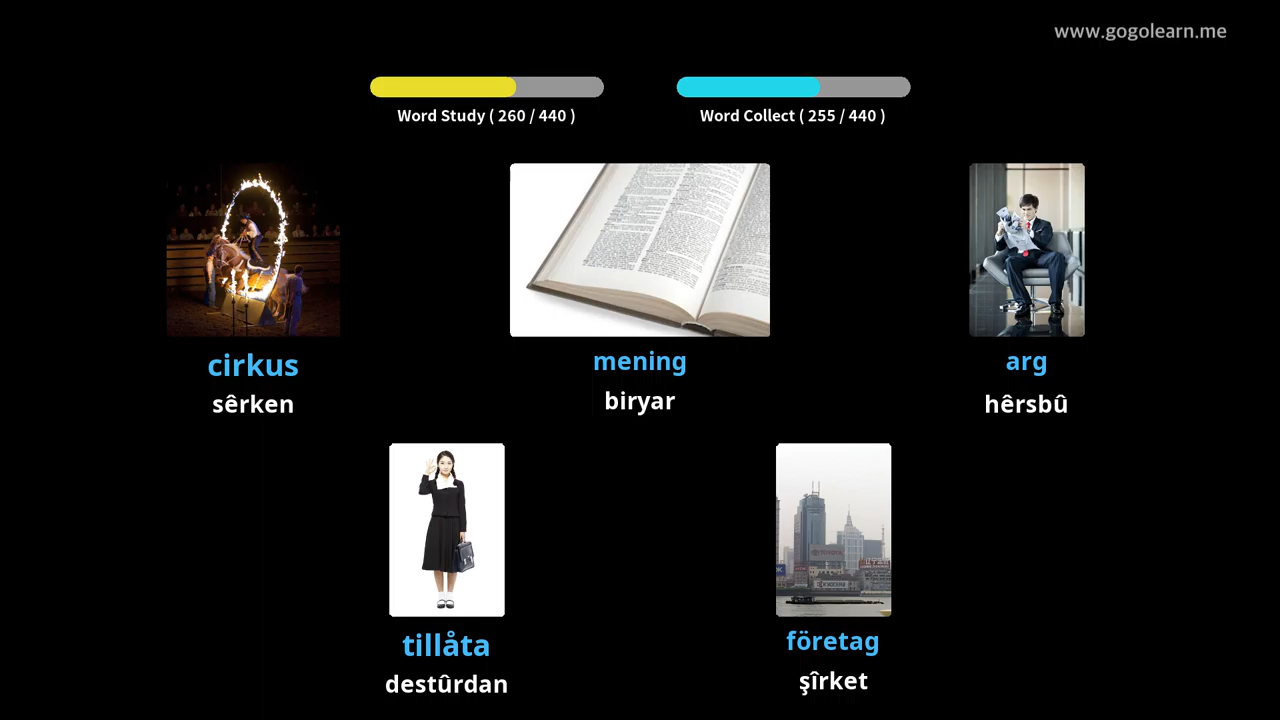 www.gogolearn.me
Word Study ( 260 / 440 )
Word Collect ( 255 / 440 )
cirkus
sêrken
mening
biryar
arg
hêrsbû
tillåta
destûrdan
företag
şîrket